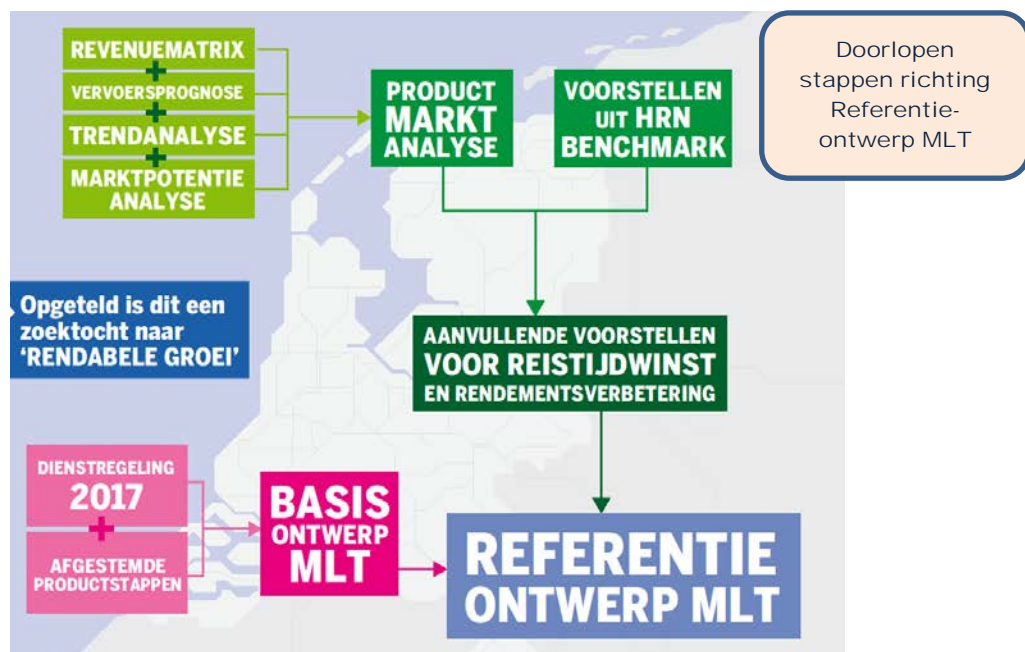 REVENUEMATRIX
+
VERVOERSPROGNOSE
+
TRENDANALYSE
+
MARKTPOTENTIE
ANALYSE
PRODUCT
MARKT
ANALYSE
VOORSTELLEN
UIT HRN
BENCHMARK
Doorlopen
stappen richting
Referentie-
ontwerp MLT
Opgeteld is dit een
zoektocht naar
‘RENDABELE GROEI’
AANVULLENDE VOORSTELLEN
VOOR REISTIJDWINST
EN RENDEMENTSVERBETERING
DIENSTREGELING
2017
+
AFGESTEMDE
PRODUCTSTAPPEN
BASIS
ONTWERP
MLT
REFERENTIE
ONTWERP MLT